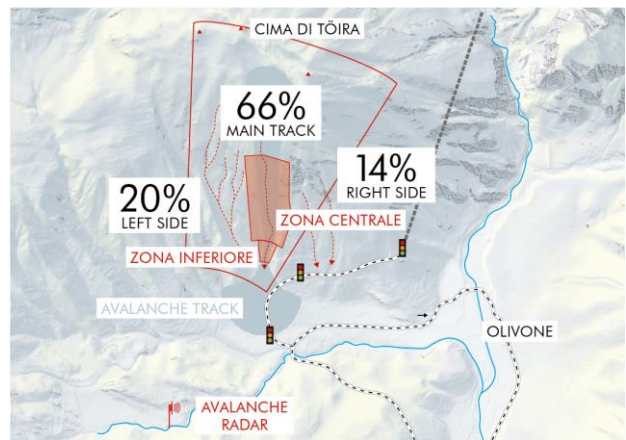 CIMA DI TÖIRA
66%
MAIN TRACK
14%
RIGHT SIDE
20%
LEFT SIDE
ZONA CENTRALE
ZONA INFERIORE
AVALANCHE TRACK
OLIVONE
AVALANCHE
RADAR